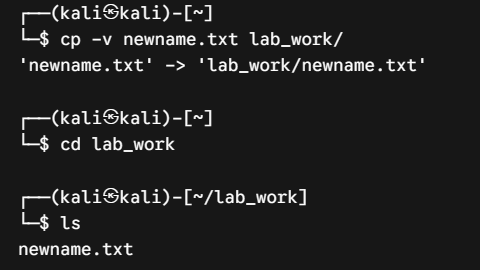 ┌──(kali㉿kali)-[~]
└─$ cp -v newname.txt lab_work/
'newname.txt' -> 'lab_work/newname.txt'
┌──(kali㉿kali)-[~]
└─$ cd lab_work
┌──(kali㉿kali)-[~/lab_work]
└─$ ls
newname.txt